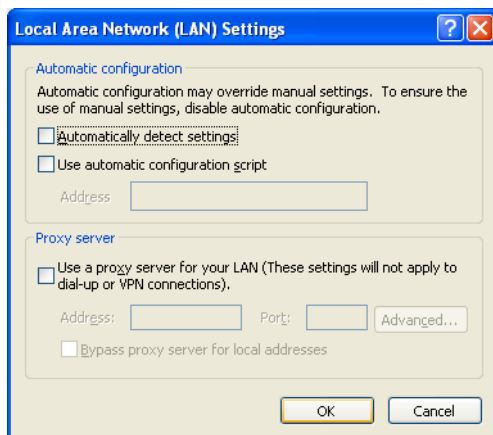 Local Area Network (LAN) Settings
?
Automatic configuration
Automatic configuration may override manual settings. To ensure the
use of manual settings, disable automatic configuration.
Automatically detect settings
Use automatic configuration script
Address
Proxy server
Use a proxy server for your LAN (These settings will not apply to
dial-up or VPN connections).
Address: Port: Advanced...
Bypass proxy server for local addresses
OK Cancel